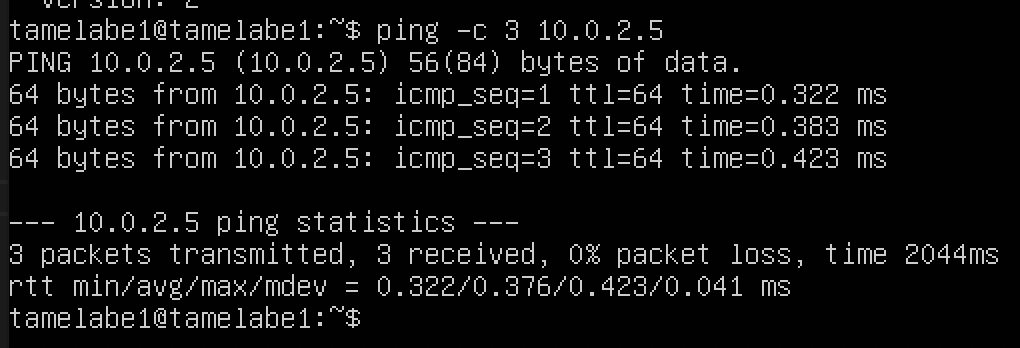 version: 2
tamelabe1@tamelabe1:~$ ping -c 3 10.0.2.5
PING 10.0.2.5 (10.0.2.5) 56(84) bytes of data.
64 bytes from 10.0.2.5: icmp_seq=1 ttl=64 time=0.322 ms
64 bytes from 10.0.2.5: icmp_seq=2 ttl=64 time=0.383 ms
64 bytes from 10.0.2.5: icmp_seq=3 ttl=64 time=0.423 ms
--- 10.0.2.5 ping statistics ---
3 packets transmitted, 3 received, 0% packet loss, time 2044ms
rtt min/avg/max/mdev = 0.322/0.376/0.423/0.041 ms
tamelabe1@tamelabe1:~$